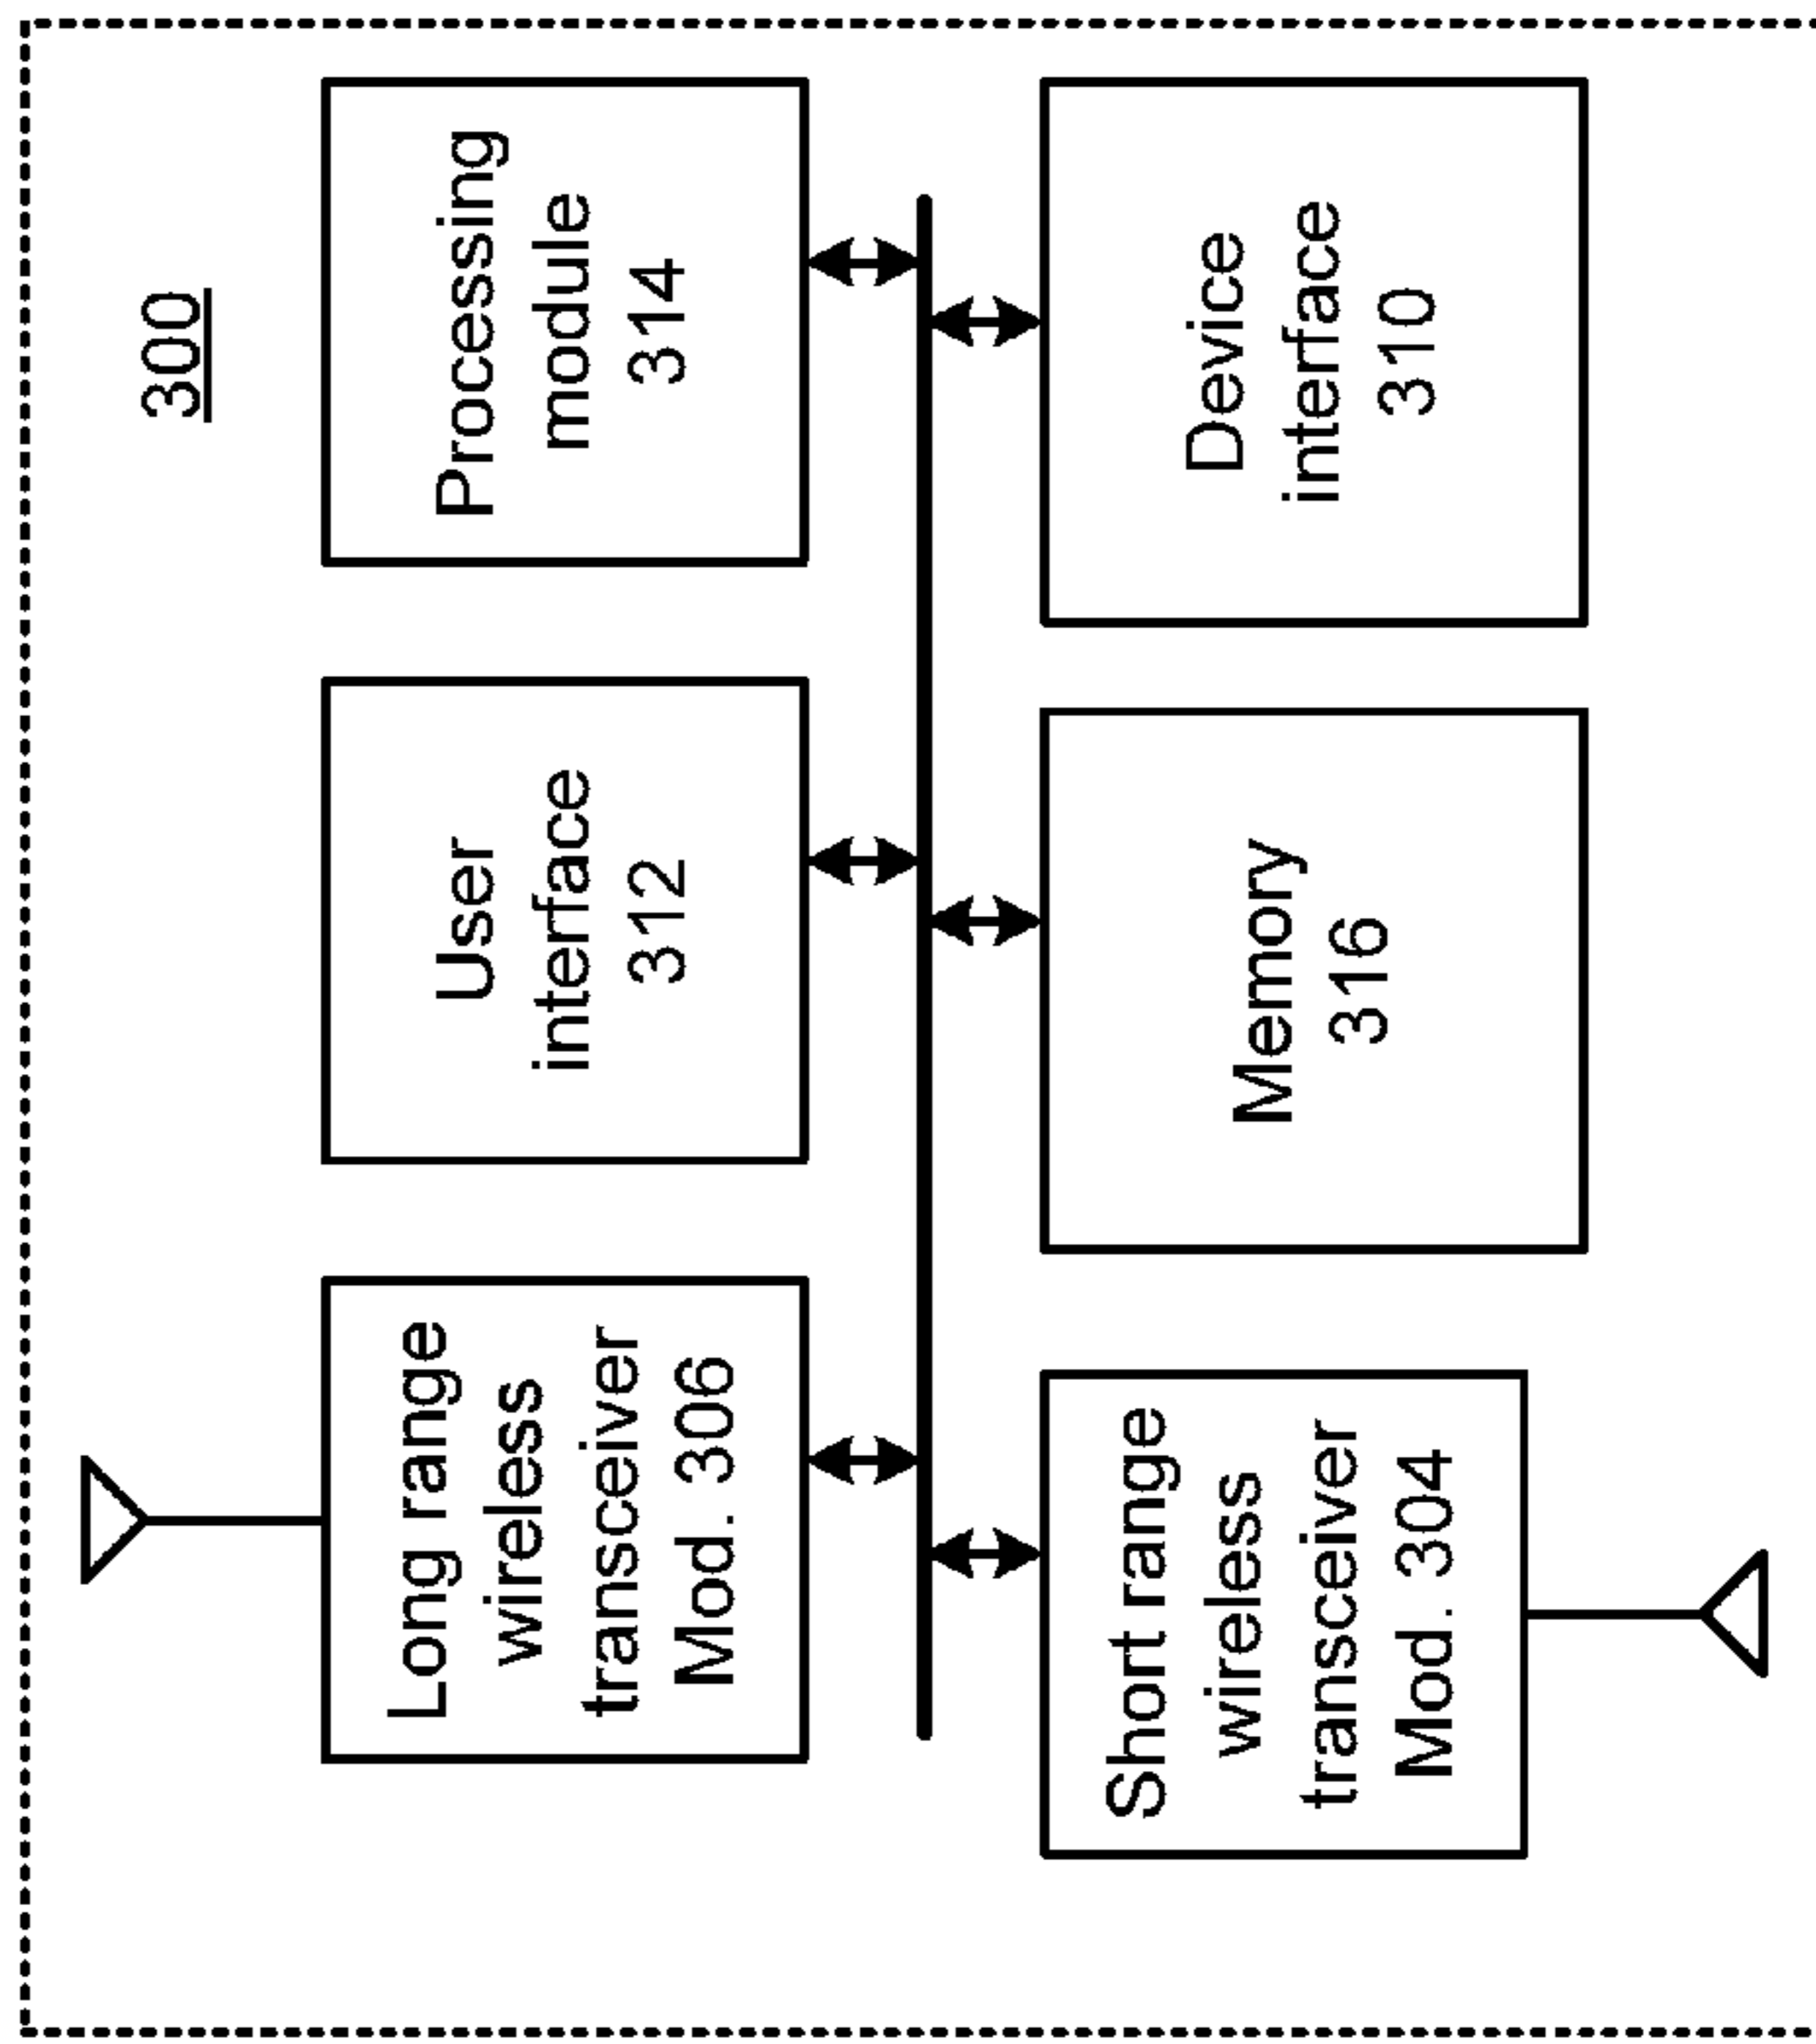 300
Long range
wireless
transceiver
Mod. 306
User
interface
312
Processing
module
314
Short range
wireless
transceiver
Mod. 304
Memory
316
Device
interface
310